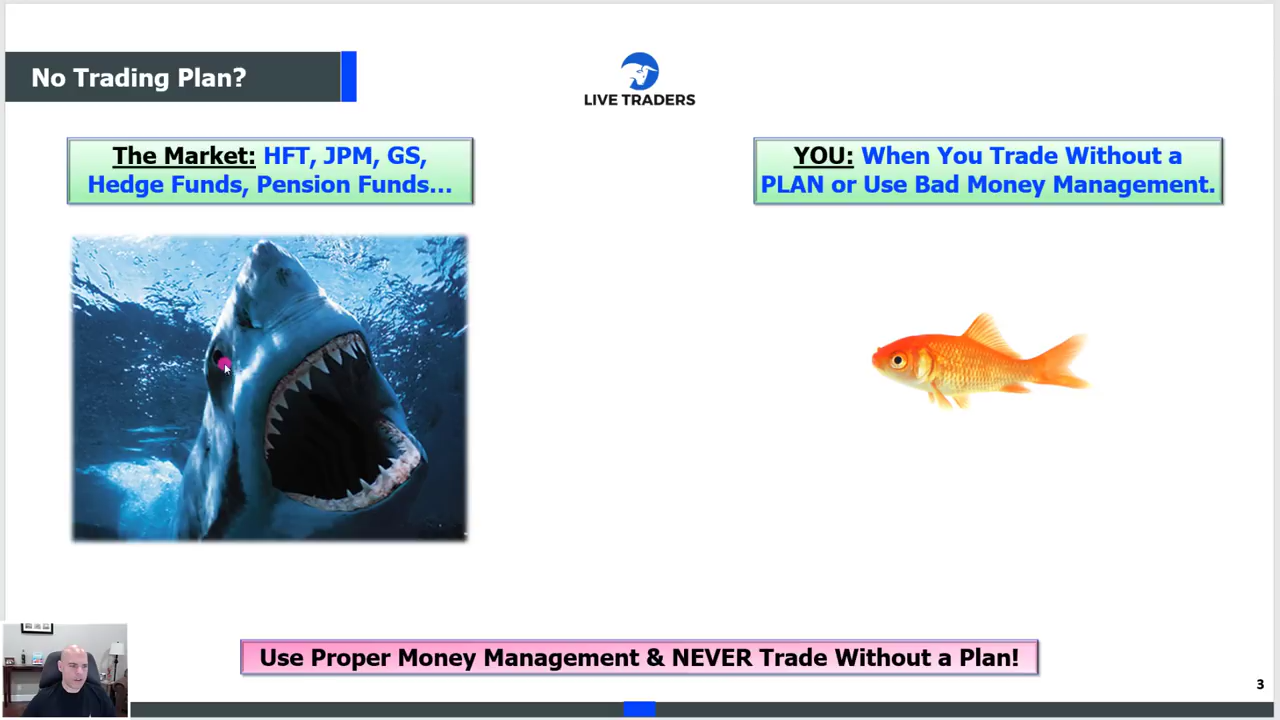 No Trading Plan?
LIVE TRADERS
The Market: HFT, JPM, GS,
Hedge Funds, Pension Funds...
YOU: When You Trade Without a
PLAN or Use Bad Money Management.
Use Proper Money Management & NEVER Trade Without a Plan!
3